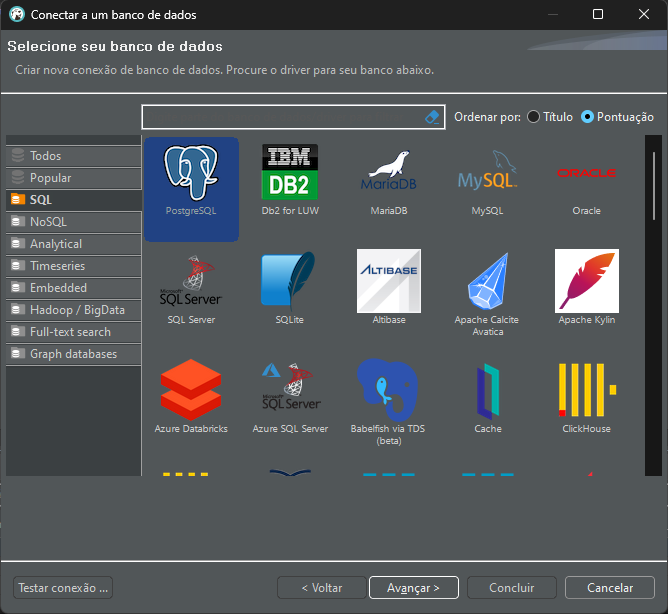 Conectar a um banco de dados
Selecione seu banco de dados
Criar nova conexão de banco de dados. Procure o driver para seu banco abaixo.
Ordenar por: Título Pontuação
Todos
Popular
SQL
NoSQL
Analytical
Timeseries
Embedded
Hadoop / BigData
Full-text search
Graph databases
PostgreSQL
IBM
DB2
Db2 for LUW
MariaDB
MariaDB
MySQL
MySQL
ORACLE
Oracle
Microsoft
SQL Server
SQL Server
SQLite
ALTIBASE
Altibase
Apache Calcite
Avatica
Apache Kylin
Azure Databricks
Microsoft
SQL Server
Azure SQL Server
Babelfish via TDS
(beta)
Cache
ClickHouse
Testar conexão ...
< Voltar
Avançar >
Concluir
Cancelar